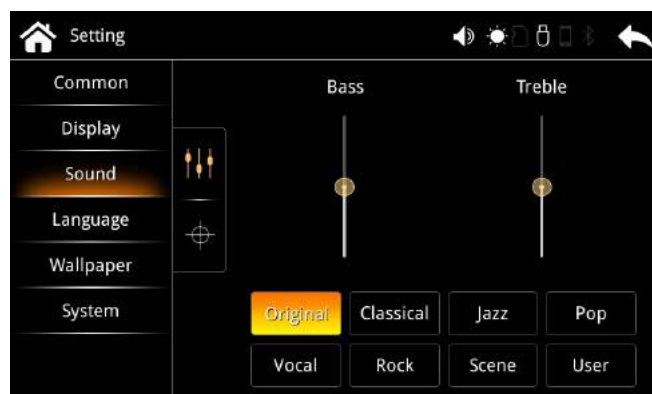 Setting
Common
Display
Sound
Language
Wallpaper
System
Bass Treble
Original Classical Jazz Pop
Vocal Rock Scene User